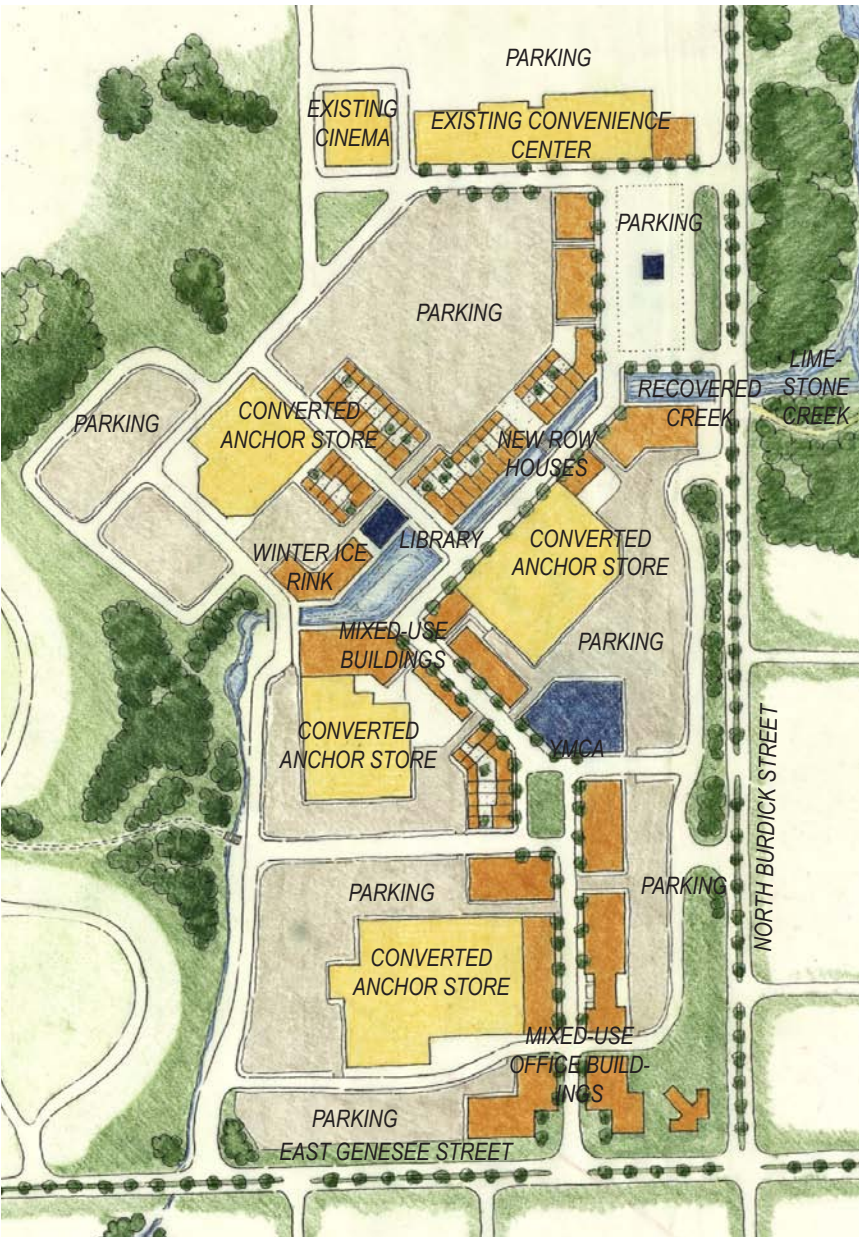 PARKING
EXISTING
CINEMA
EXISTING CONVENIENCE
CENTER
PARKING
PARKING
LIME-
STONE
CREEK
RECOVERED
CREEK
PARKING
CONVERTED
ANCHOR STORE
NEW ROW
HOUSES
LIBRARY
WINTER ICE
RINK
CONVERTED
ANCHOR STORE
MIXED-USE
BUILDINGS
PARKING
CONVERTED
ANCHOR STORE
YMCA
NORTH BURDICK STREET
PARKING
PARKING
CONVERTED
ANCHOR STORE
MIXED-USE
OFFICE BUILD-
INGS
PARKING
EAST GENESEE STREET